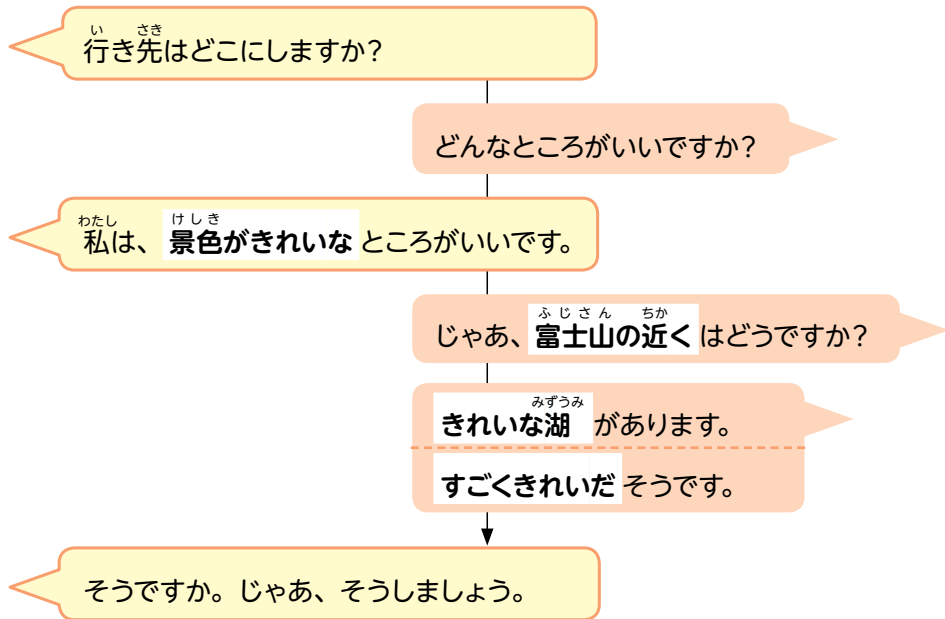 行き先はどこにしますか?
どんなところがいいですか?
私は、景色がきれいなところがいいです。
じゃあ、富士山の近くはどうですか?
きれいな湖があります。
すごくきれいだそうです。
そうですか。じゃあ、そうしましょう。